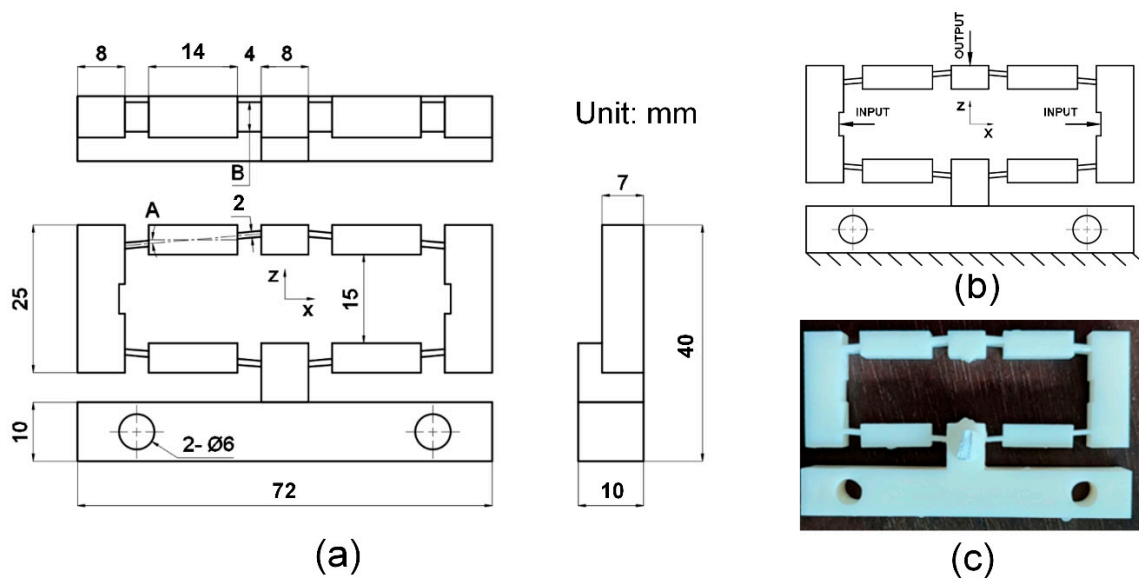 8 14 4 8
B
Unit: mm
A 2
25
z
x
15
10
2- Ø6
72
7
40
10
(a)
OUTPUT
INPUT INPUT
z
x
(b)
(c)